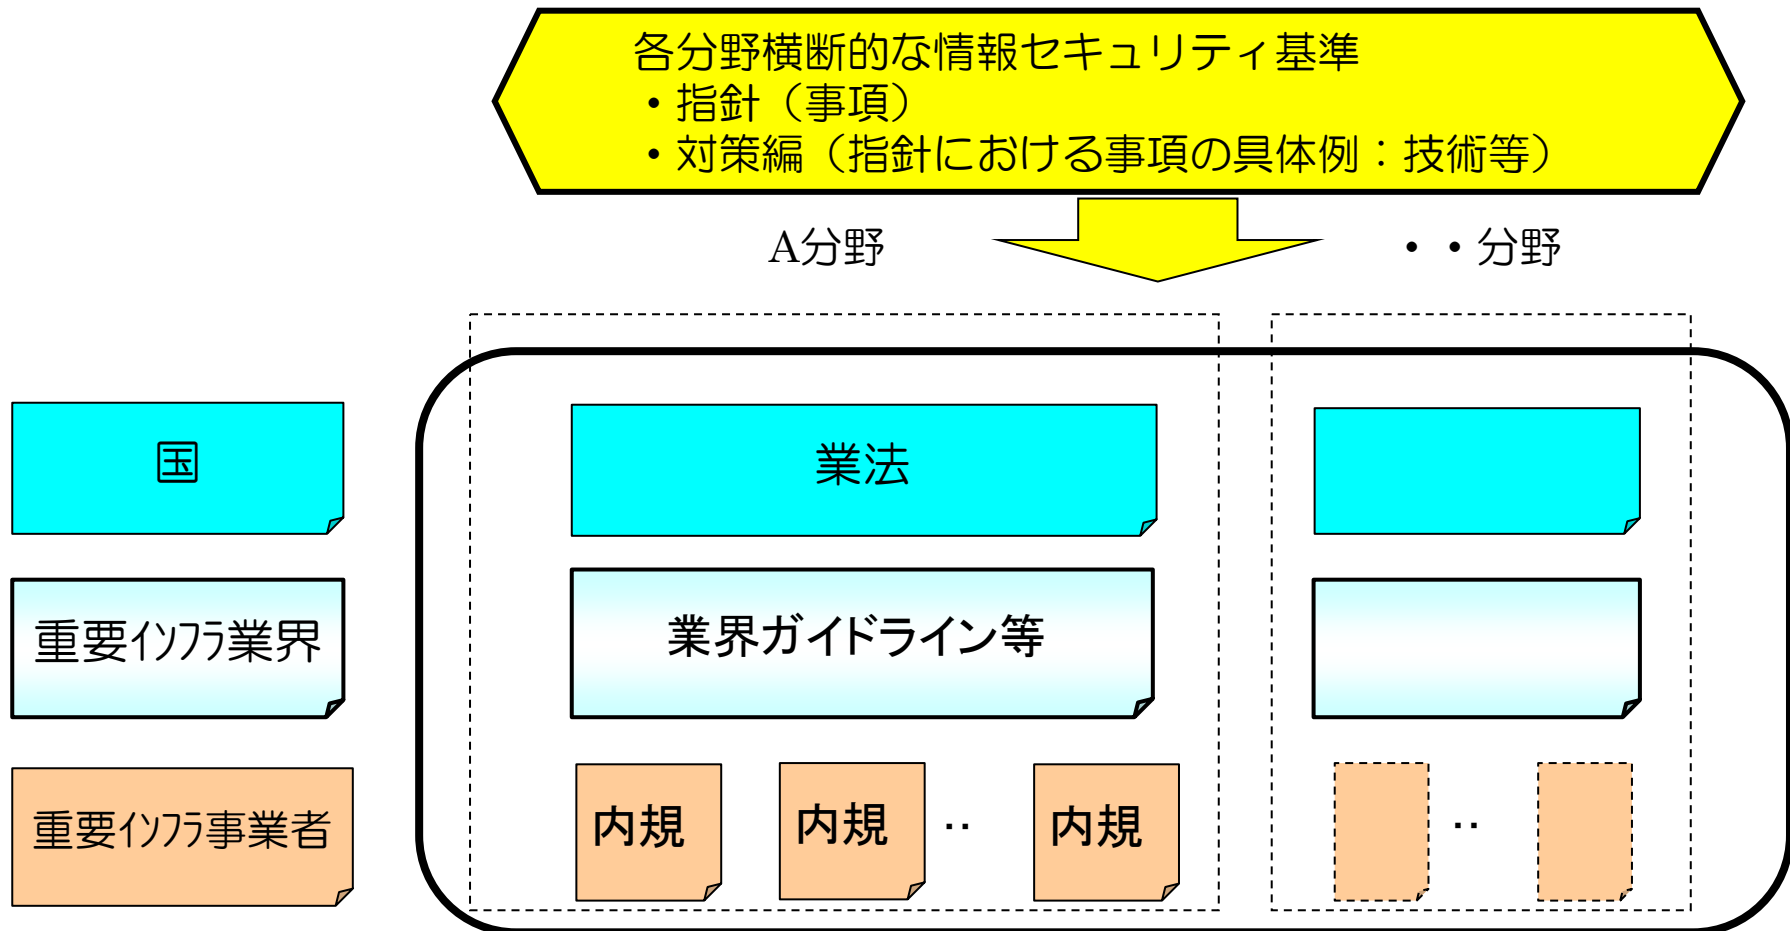 各分野横断的な情報セキュリティ基準
・指針（事項）
・対策編（指針における事項の具体例：技術等）
A分野
・・分野
国
業法
重要ｲﾝﾌﾗ業界
業界ガイドライン等
重要ｲﾝﾌﾗ事業者
内規
内規
‥
内規
‥